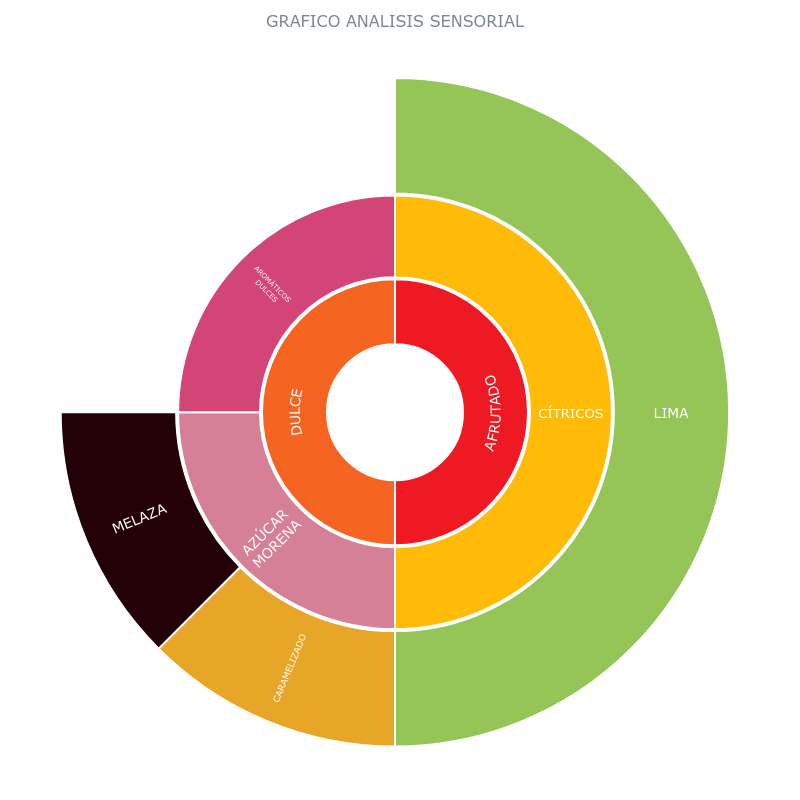 GRAFICO ANALISIS SENSORIAL
AROMÁTICOS
DULCES
DULCE
AFRUTADO
CÍTRICOS
LIMA
MELAZA
AZÚCAR
MORENA
CARAMELIZADO